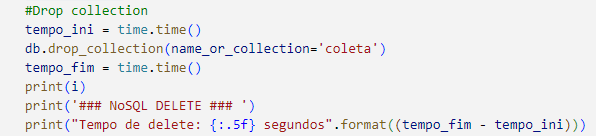 #Drop collection
tempo_ini = time.time()
db.drop_collection(name_or_collection='coleta')
tempo_fim = time.time()
print(i)
print('### NoSQL DELETE ### ')
print("Tempo de delete: {:.5f} segundos".format((tempo_fim - tempo_ini)))